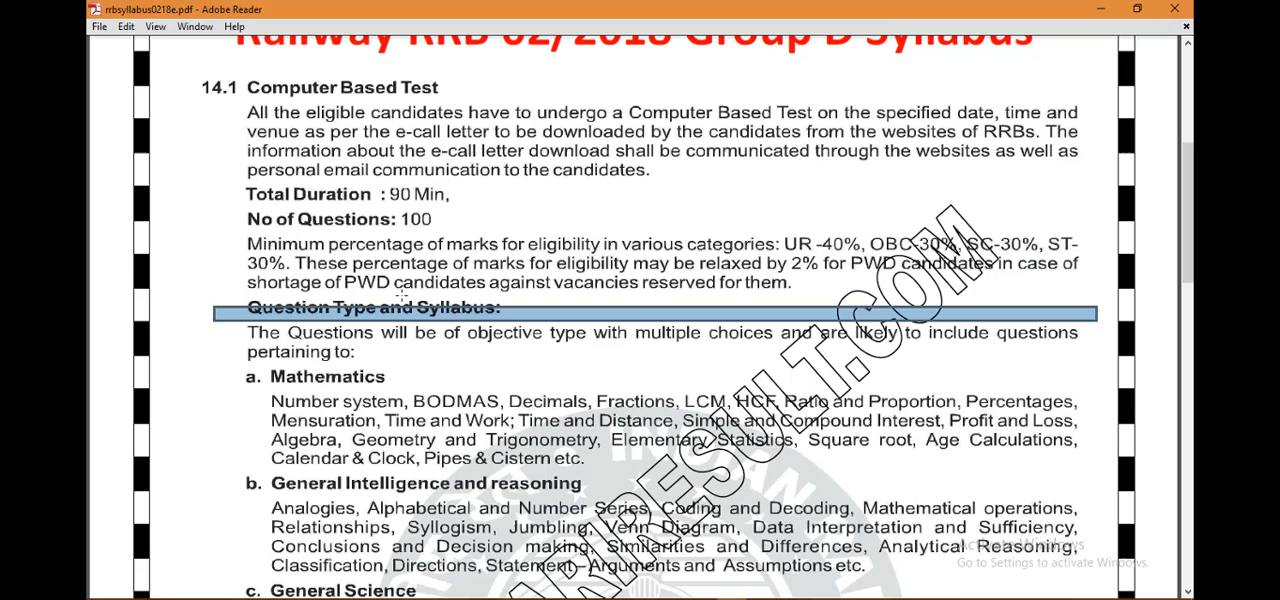 rrbsyllabus0218e.pdf - Adobe Reader
File Edit View Window Help
Railway RRB 02/2018 Group D Syllabus
14.1 Computer Based Test
All the eligible candidates have to undergo a Computer Based Test on the specified date, time and
venue as per the e-call letter to be downloaded by the candidates from the websites of RRBs. The
information about the e-call letter download shall be communicated through the websites as well as
personal email communication to the candidates.
Total Duration : 90 Min,
No of Questions: 100
Minimum percentage of marks for eligibility in various categories: UR -40%, OBC-30%, SC-30%, ST-
30%. These percentage of marks for eligibility may be relaxed by 2% for PWD candidates in case of
shortage of PWD candidates against vacancies reserved for them.
Question Type and Syllabus:
The Questions will be of objective type with multiple choices and are likely to include questions
pertaining to:
a. Mathematics
Number system, BODMAS, Decimals, Fractions, LCM, HCF, Ratio and Proportion, Percentages,
Mensuration, Time and Work; Time and Distance, Simple and Compound Interest, Profit and Loss,
Algebra, Geometry and Trigonometry, Elementary Statistics, Square root, Age Calculations,
Calendar & Clock, Pipes & Cistern etc.
b. General Intelligence and reasoning
Analogies, Alphabetical and Number Series, Coding and Decoding, Mathematical operations,
Relationships, Syllogism, Jumbling, Venn Diagram, Data Interpretation and Sufficiency,
Conclusions and Decision making, Similarities and Differences, Analytical Reasoning,
Classification, Directions, Statement–Arguments and Assumptions etc.
c. General Science
ARIRESULT.COM
INDIAN
Activate Windows
Go to Settings to activate Windows.